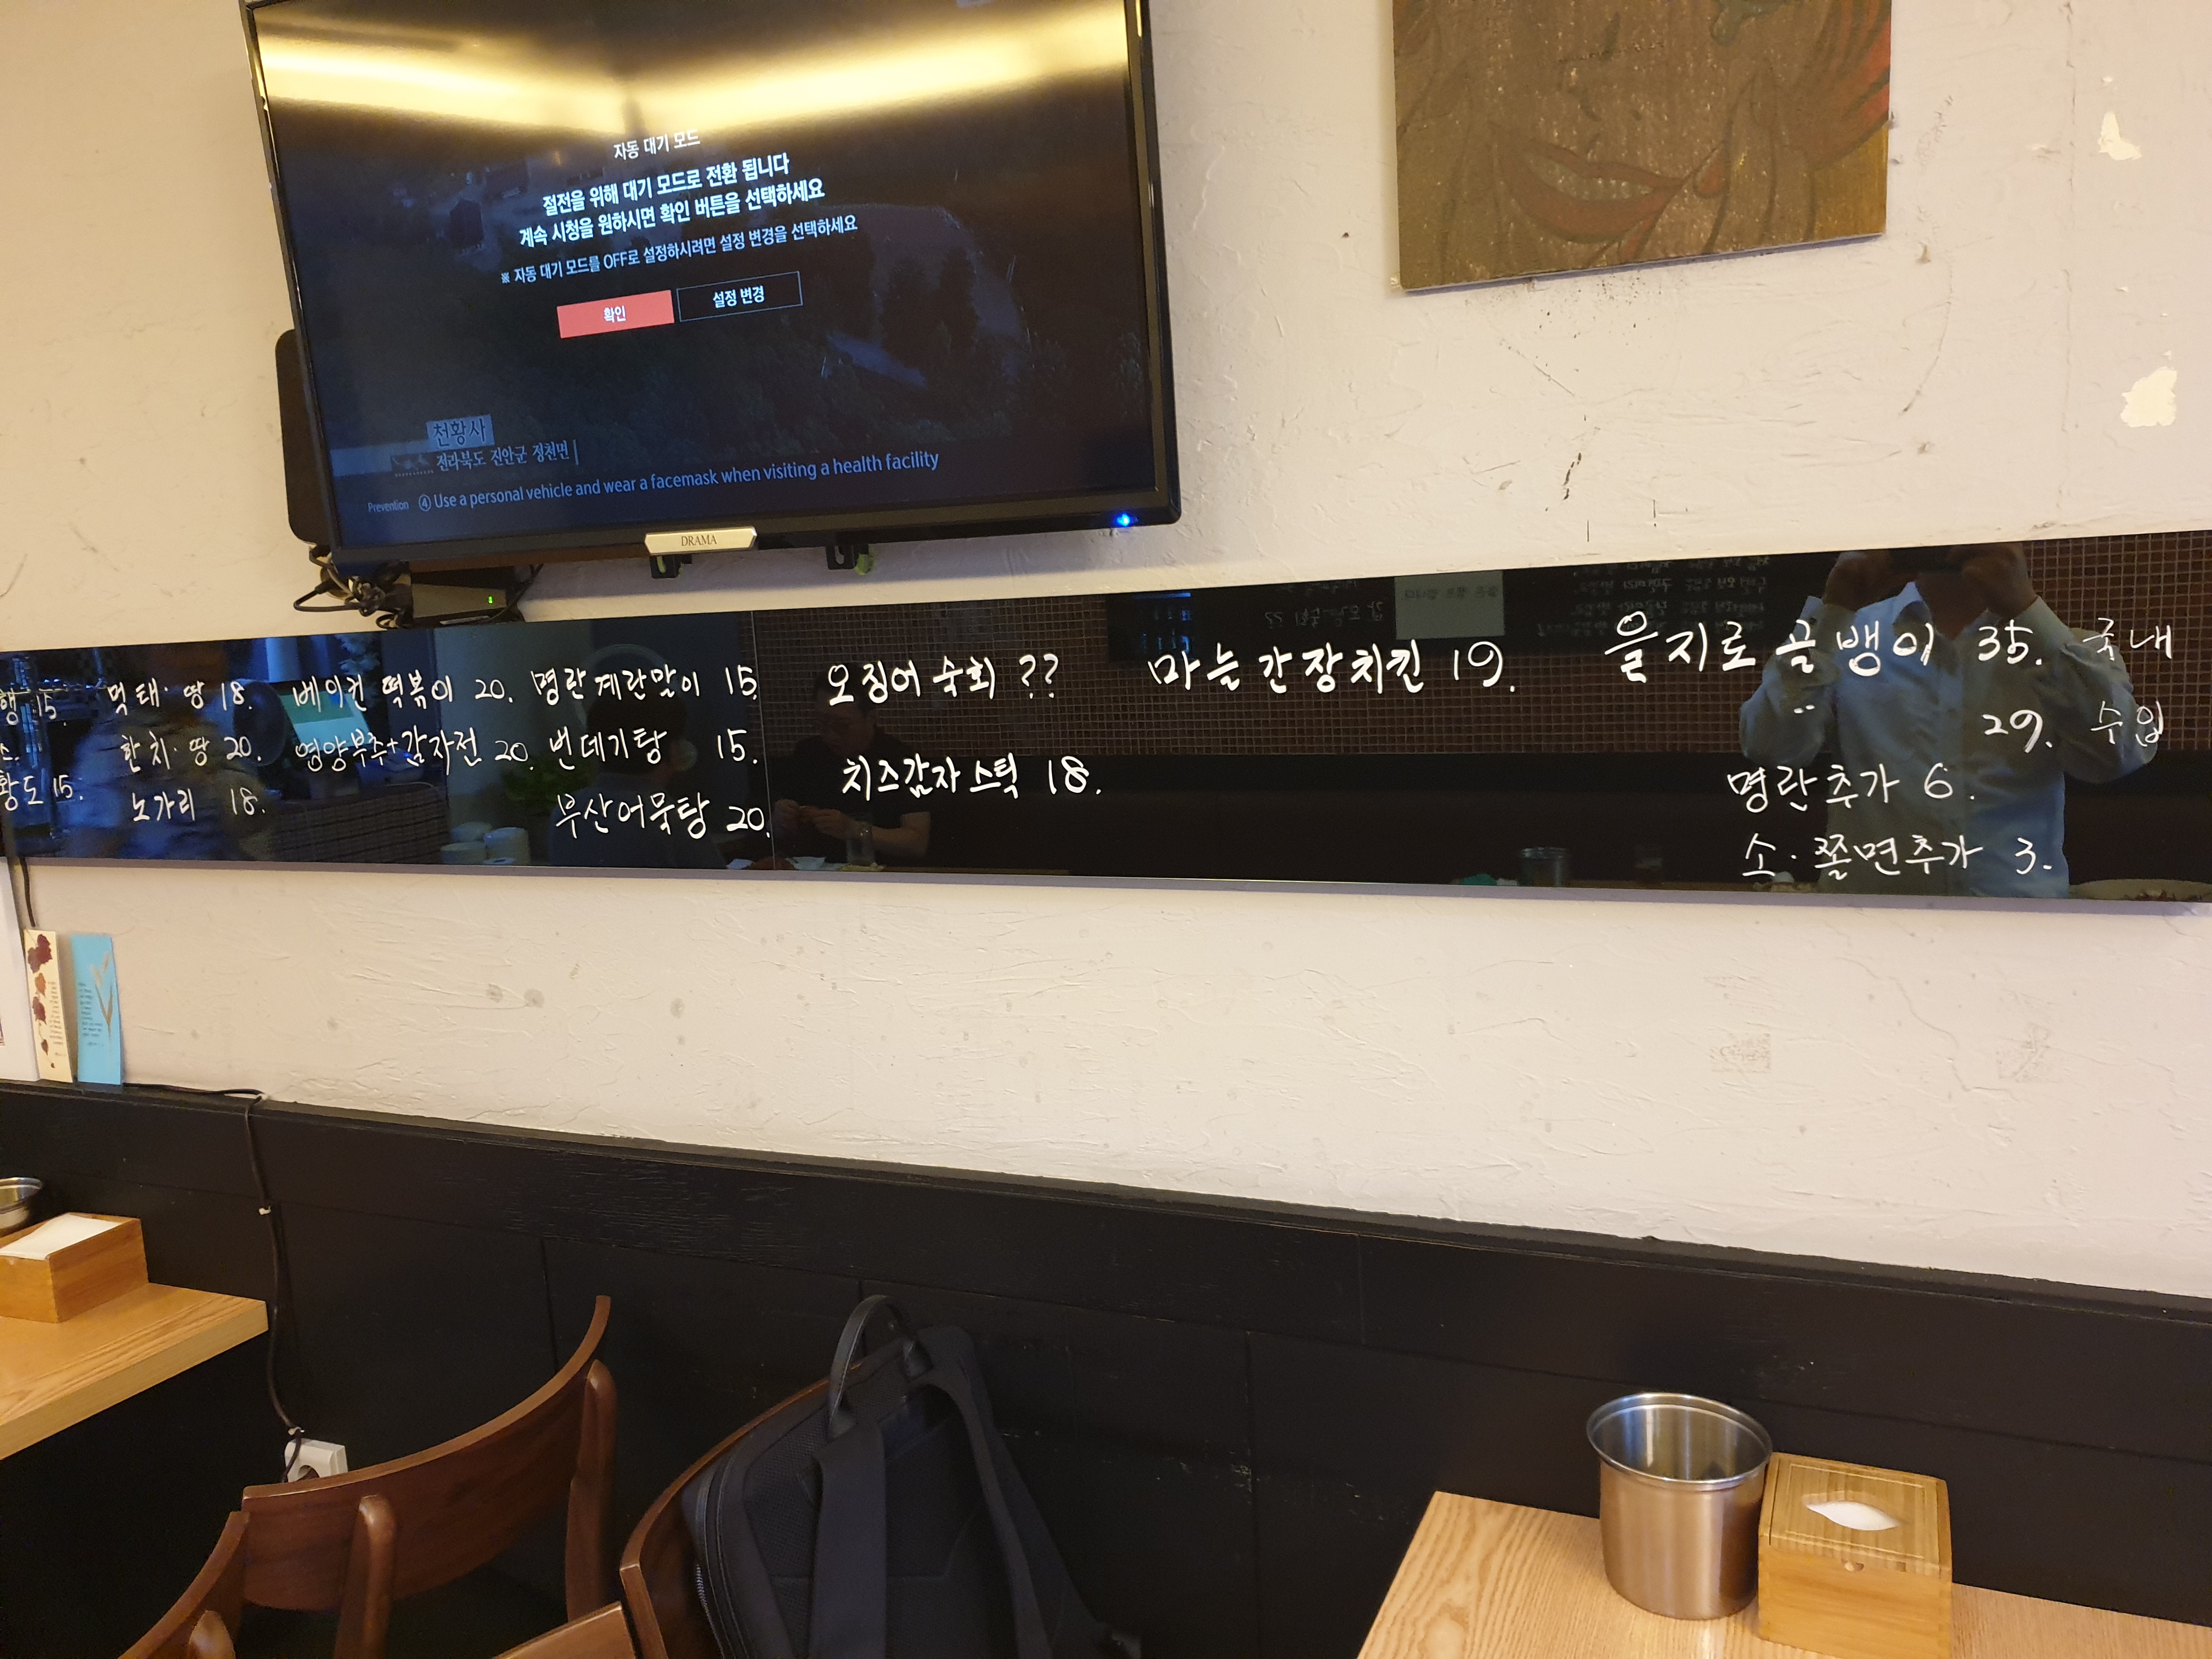 자동 대기 모드
절전을 위해 대기 모드로 전환 됩니다
계속 시청을 원하시면 확인 버튼을 선택하세요
※ 자동 대기 모드를 OFF로 설정하시려면 설정 변경을 선택하세요
확인 설정 변경
천황사
전라북도 진안군 정천면
Prevention ④ Use a personal vehicle and wear a facemask when visiting a health facility
DRAMA
행 15.
황도 15.
먹태·땅 18.
한치·땅 20.
노가리 18.
베이컨 떡볶이 20.
영양부추+감자전 20.
명란계란말이 15.
번데기탕 15.
부산어묵탕 20.
오징어숙회 ??
치즈감자스틱 18.
마늘간장치킨 19.
을지로골뱅이 35. 국내
〃 29. 수입
명란추가 6.
소·쫄면추가 3.